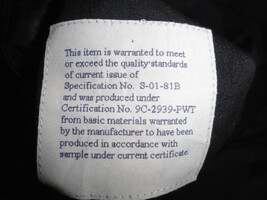 This item is warranted to meet
or exceed the quality standards
of current issue of
Specification No. S-01-81B
and was produced under
Certification No. 9C-2939-PWT
from basic materials warranted
by the manufacturer to have been
produced in accordance with
sample under current certificate.